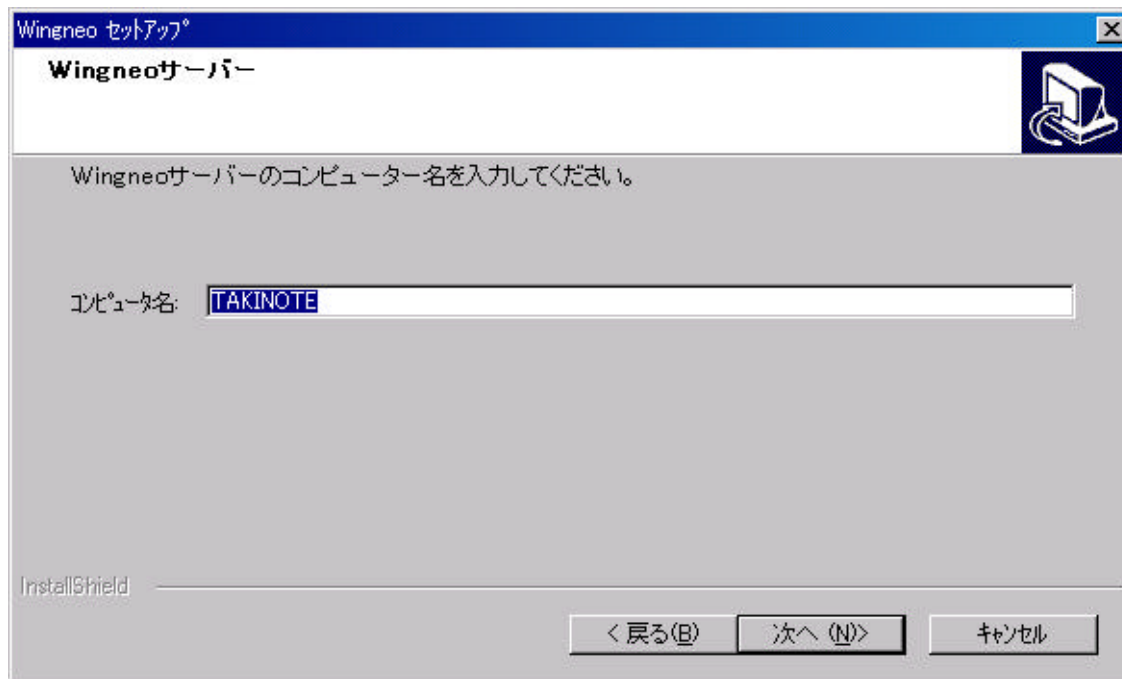 Wingneo ｾｯﾄｱｯﾌﾟ
Wingneoサーバー
Wingneoサーバーのコンピューター名を入力してください。
ｺﾝﾋﾟｭｰﾀ名: TAKINOTE
InstallShield
< 戻る(B) 次へ (N)> ｷｬﾝｾﾙ